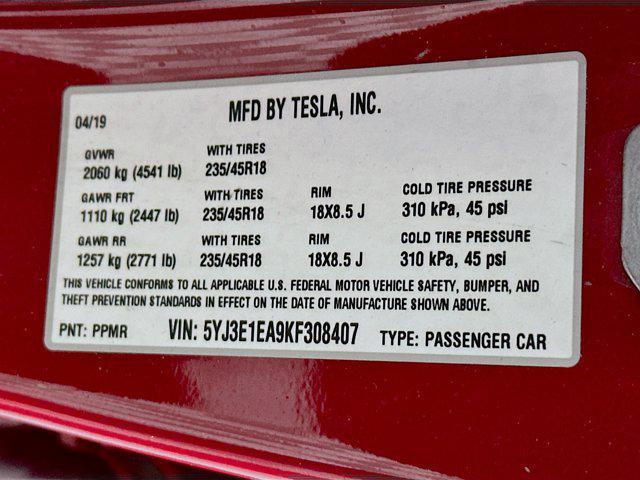 04/19 MFD BY TESLA, INC.
GVWR WITH TIRES
2060 kg (4541 lb) 235/45R18
GAWR FRT WITH TIRES RIM COLD TIRE PRESSURE
1110 kg (2447 lb) 235/45R18 18X8.5 J 310 kPa, 45 psi
GAWR RR WITH TIRES RIM COLD TIRE PRESSURE
1257 kg (2771 lb) 235/45R18 18X8.5 J 310 kPa, 45 psi
THIS VEHICLE CONFORMS TO ALL APPLICABLE U.S. FEDERAL MOTOR VEHICLE SAFETY, BUMPER, AND
THEFT PREVENTION STANDARDS IN EFFECT ON THE DATE OF MANUFACTURE SHOWN ABOVE.
PNT: PPMR VIN: 5YJ3E1EA9KF308407 TYPE: PASSENGER CAR